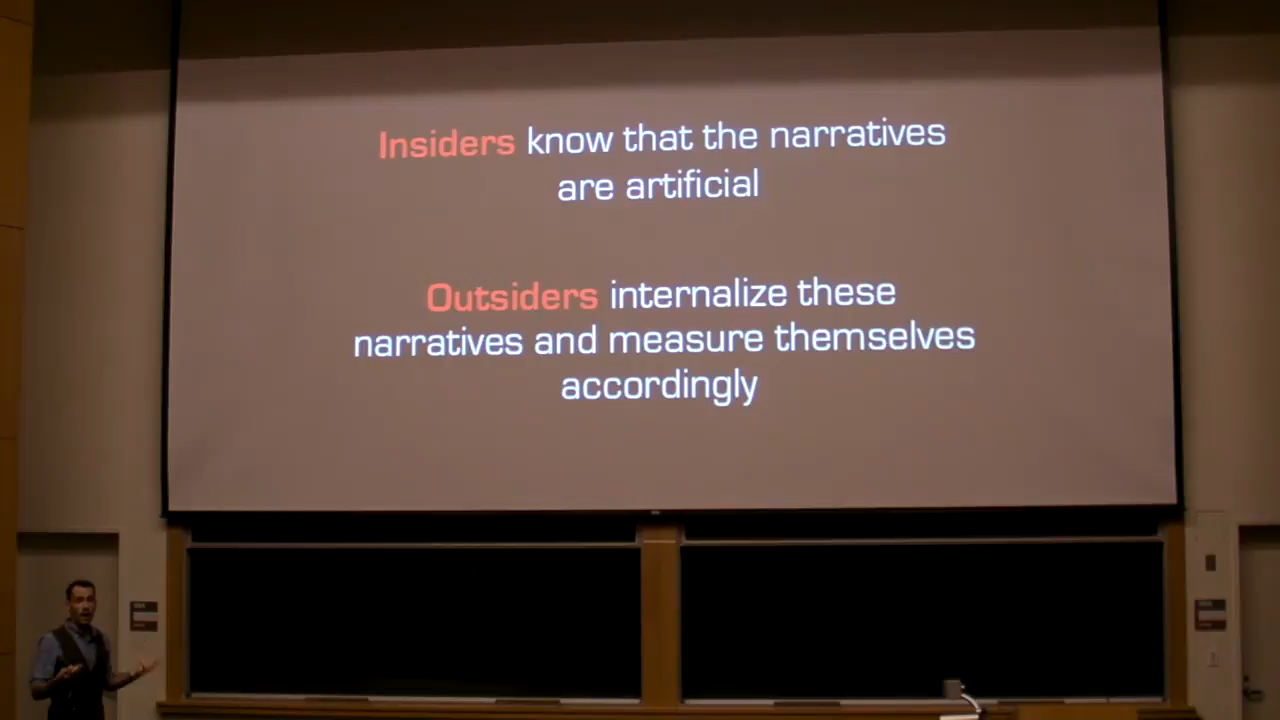 Insiders know that the narratives
are artificial
Outsiders internalize these
narratives and measure themselves
accordingly